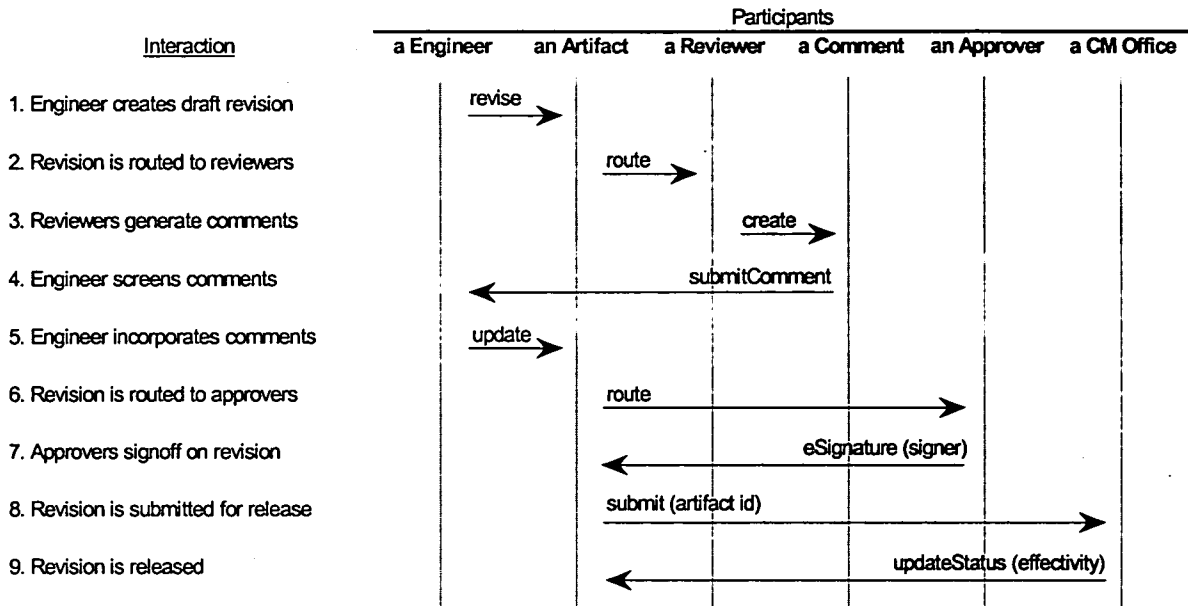 Participants
Interaction
a Engineer an Artifact a Reviewer a Comment an Approver a CM Office
1. Engineer creates draft revision revise
2. Revision is routed to reviewers route
3. Reviewers generate comments create
4. Engineer screens comments submitComment
5. Engineer incorporates comments update
6. Revision is routed to approvers route
7. Approvers signoff on revision eSignature (signer)
8. Revision is submitted for release submit (artifact id)
9. Revision is released updateStatus (effectivity)